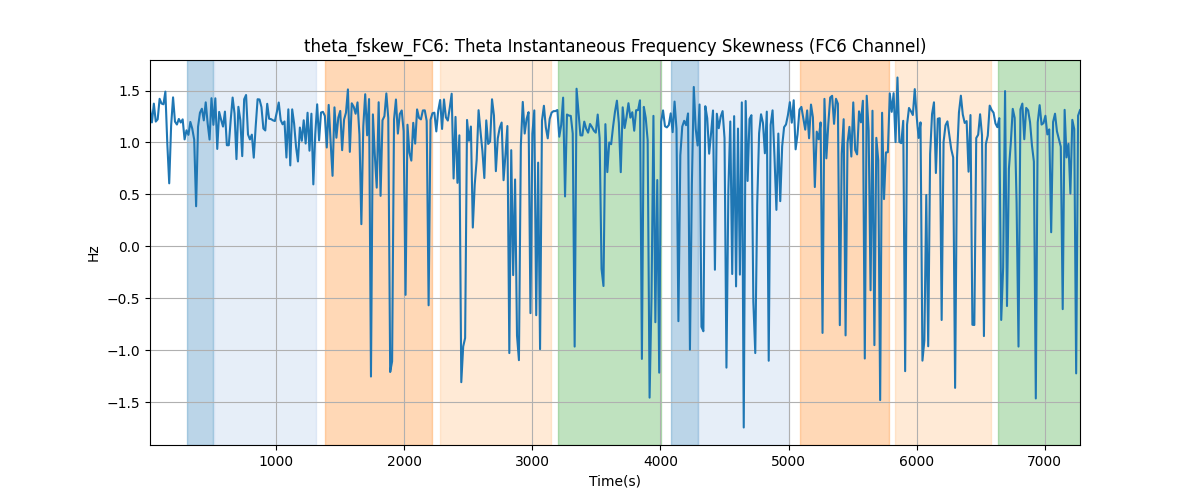 theta_fskew_FC6: Theta Instantaneous Frequency Skewness (FC6 Channel)
1.5
1.0
0.5
0.0
−0.5
−1.0
−1.5
Hz
1000 2000 3000 4000 5000 6000 7000
Time(s)